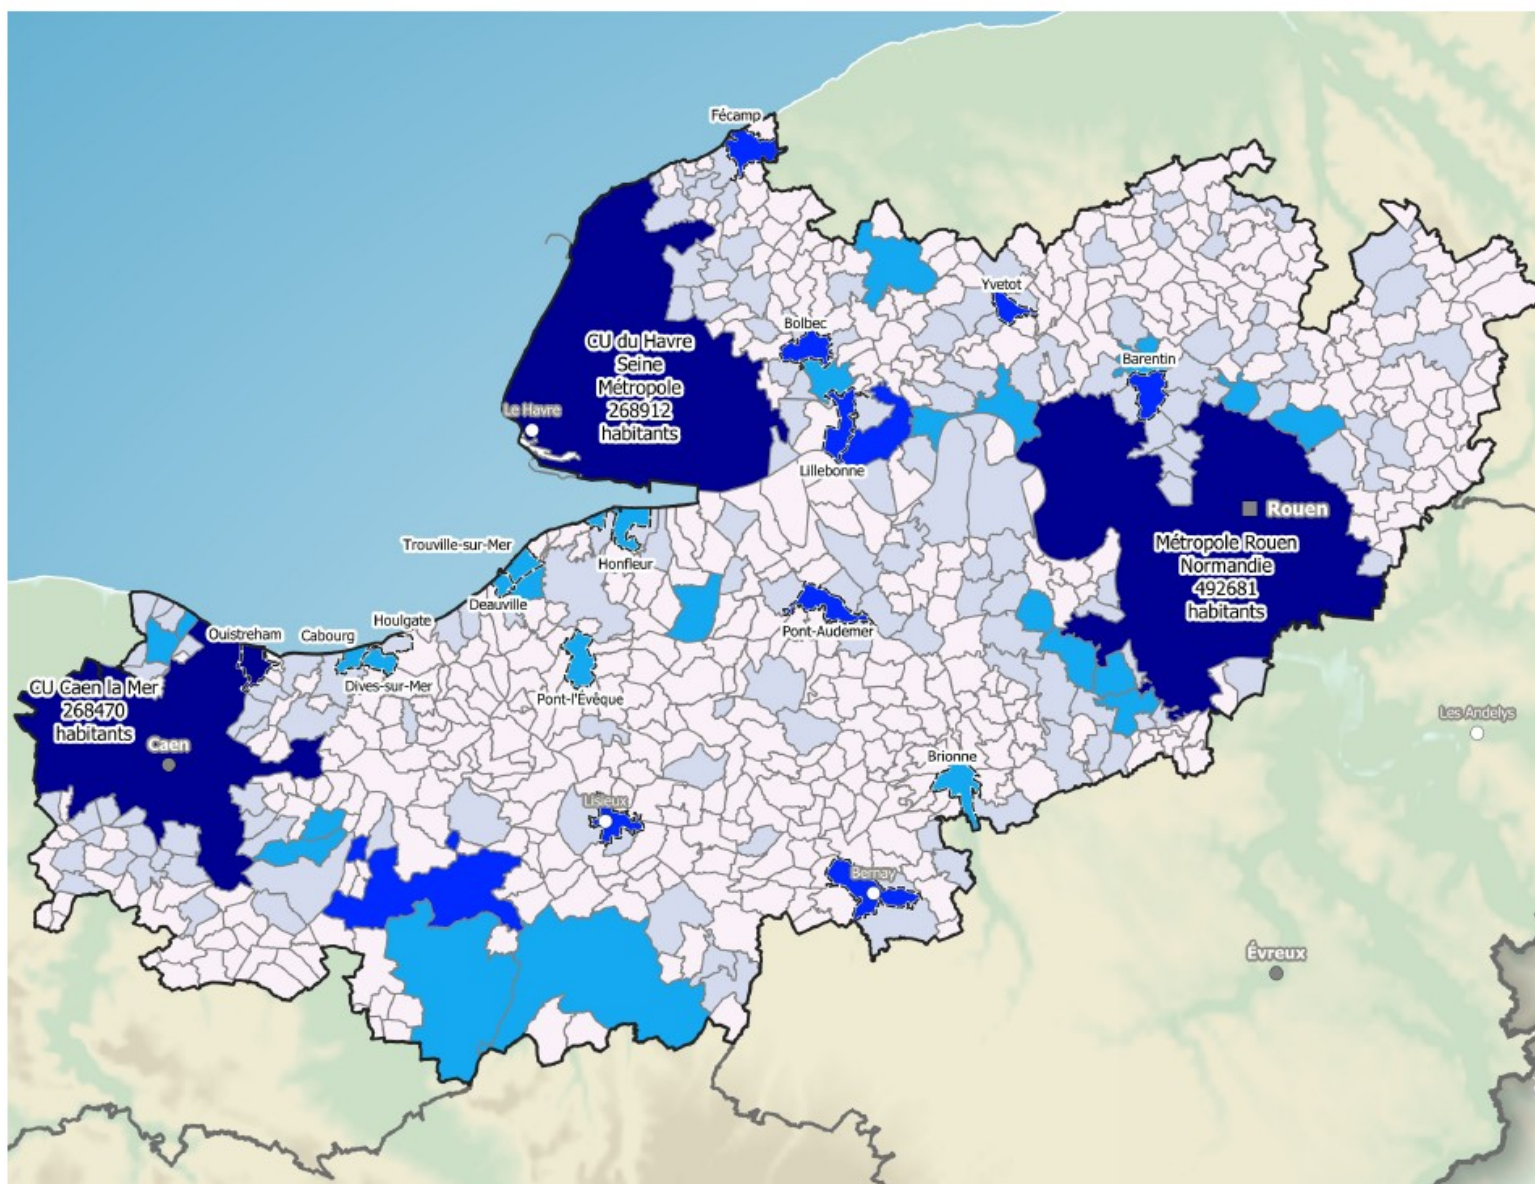 Fécamp
Yvetot
Bolbec
Barentin
CU du Havre
Seine
Métropole
268912
habitants
Le Havre
Lillebonne
Rouen
Métropole Rouen
Normandie
492681
habitants
Trouville-sur-Mer
Honfleur
Deauville
Houlgate
Cabourg
Ouistreham
Pont-Audemer
Dives-sur-Mer
Pont-l'Évêque
CU Caen la Mer
268470
habitants
Caen
Les Andelys
Brionne
Lisieux
Bernay
Évreux